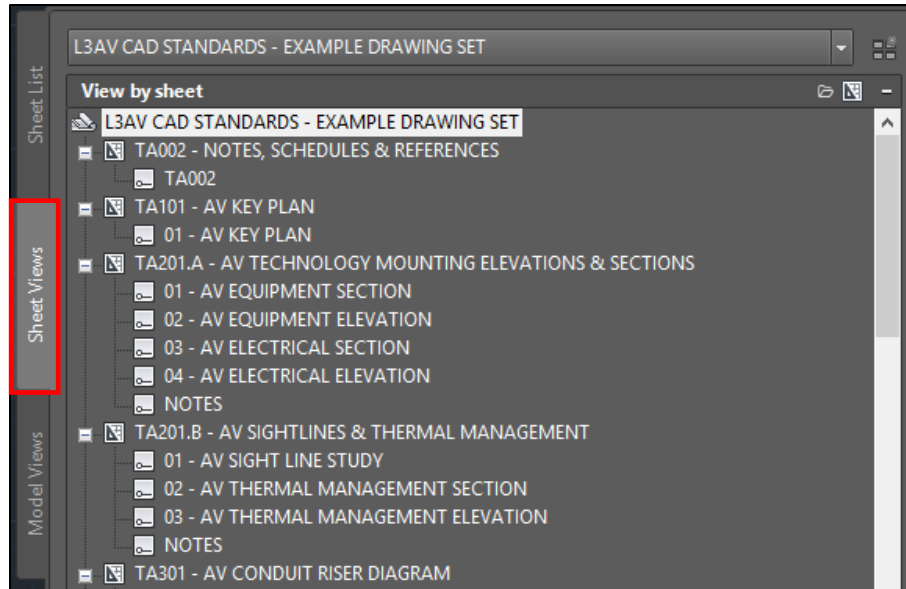 L3AV CAD STANDARDS - EXAMPLE DRAWING SET
View by sheet
L3AV CAD STANDARDS - EXAMPLE DRAWING SET
TA002 - NOTES, SCHEDULES & REFERENCES
TA002
TA101 - AV KEY PLAN
01 - AV KEY PLAN
TA201.A - AV TECHNOLOGY MOUNTING ELEVATIONS & SECTIONS
01 - AV EQUIPMENT SECTION
02 - AV EQUIPMENT ELEVATION
03 - AV ELECTRICAL SECTION
04 - AV ELECTRICAL ELEVATION
NOTES
TA201.B - AV SIGHTLINES & THERMAL MANAGEMENT
01 - AV SIGHT LINE STUDY
02 - AV THERMAL MANAGEMENT SECTION
03 - AV THERMAL MANAGEMENT ELEVATION
NOTES
TA301 - AV CONDUIT RISER DIAGRAM
Sheet List
Sheet Views
Model Views